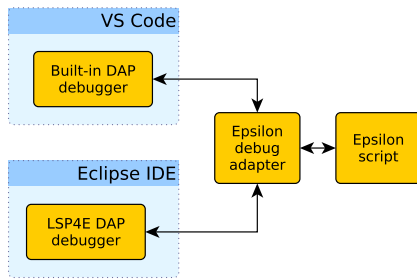 VS Code
Built-in DAP
debugger
Epsilon
debug
adapter
Epsilon
script
Eclipse IDE
LSP4E DAP
debugger